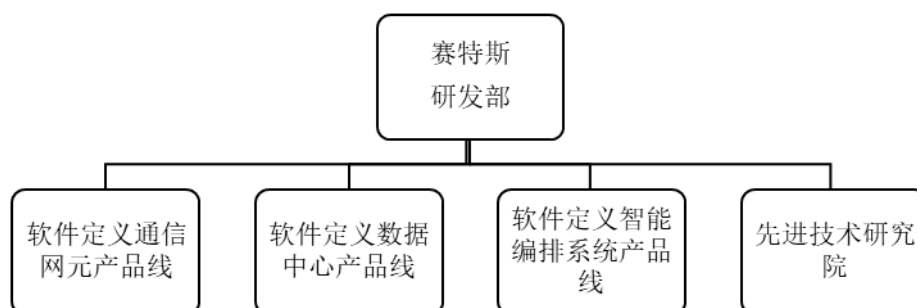 赛特斯
研发部
软件定义通信
网元产品线
软件定义数据
中心产品线
软件定义智能
编排系统产品
线
先进技术研究
院